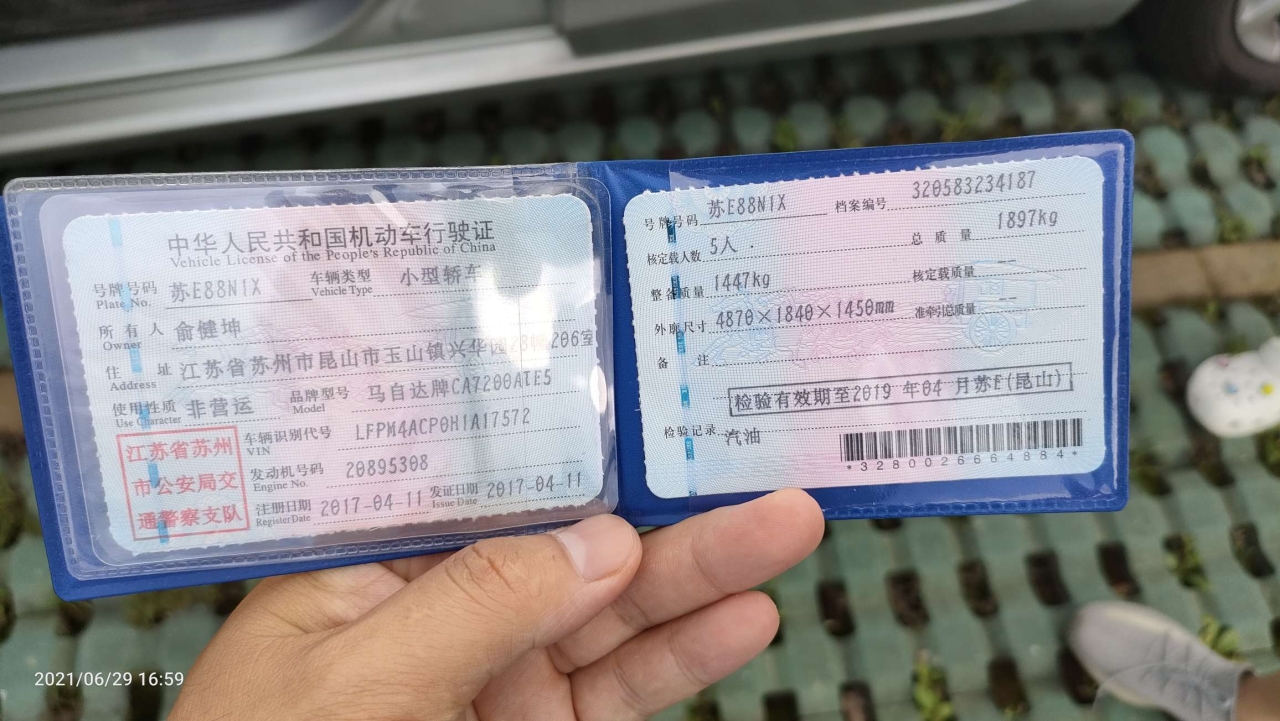 中华人民共和国机动车行驶证
Vehicle License of the People's Republic of China
号牌号码 苏E88N1X 车辆类型 小型轿车
Plate No. Vehicle Type
所有人 俞健坤
Owner
住址 江苏省苏州市昆山市玉山镇兴华园 206室
Address
使用性质 非营运 品牌型号 马自达牌CA7200ATE5
Use Character Model
车辆识别代号 LFPM4ACP0H1A17572
VIN
发动机号码 20895308
Engine No.
注册日期 2017-04-11 发证日期 2017-04-11
Register Date Issue Date
江苏省苏州
市公安局交
通警察支队
号牌号码 苏E88N1X 档案编号 320583234187
核定载人数 5人 总质量 1897kg
整备质量 1447kg 核定载质量 --
外廓尺寸 4870×1840×1450mm 准牵引总质量 --
备注
检验有效期至2019 年04 月苏E(昆山)
检验记录 汽油
*3280026664884*
2021/06/29 16:59